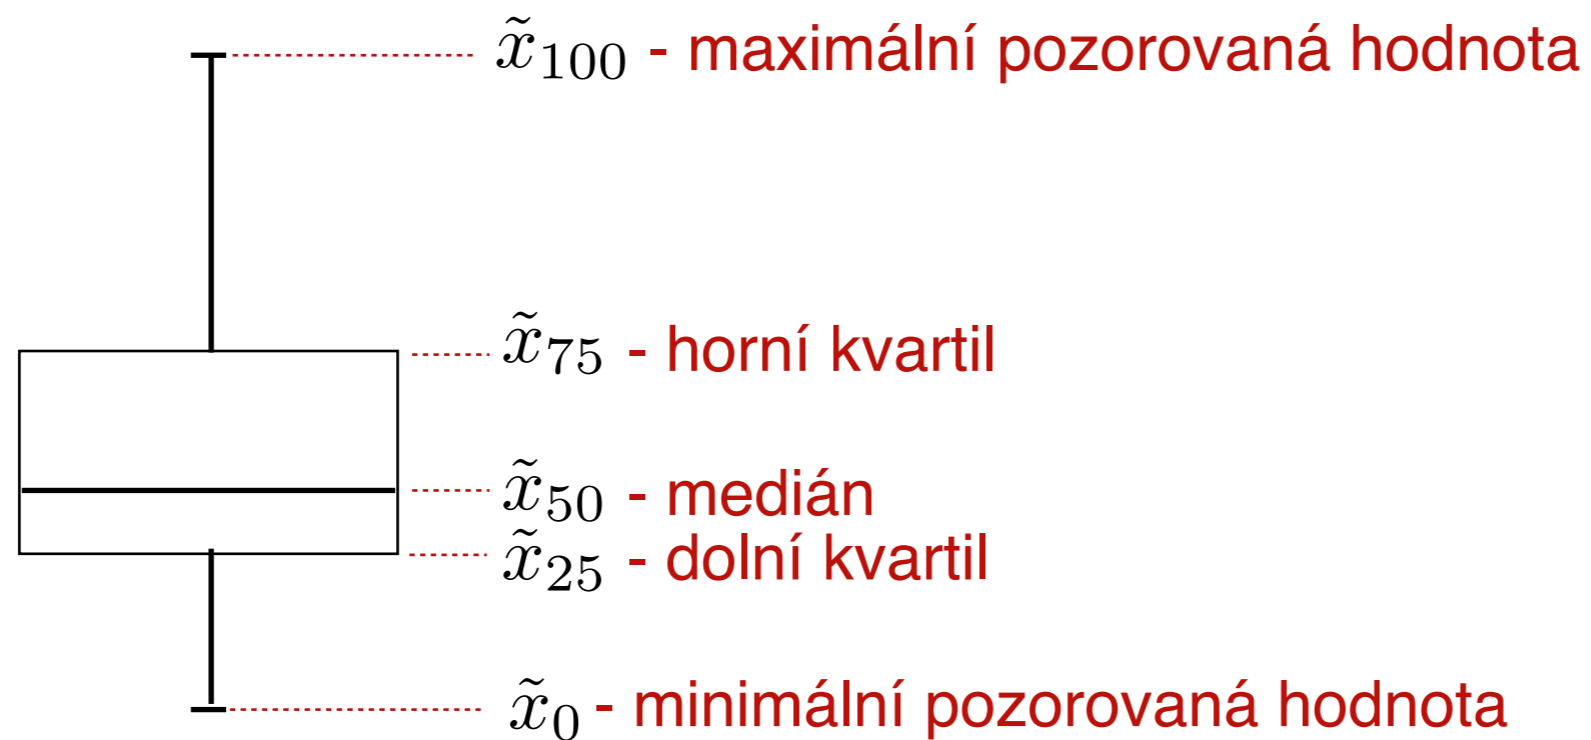 x̃₁₀₀ - maximální pozorovaná hodnota
x̃₇₅ - horní kvartil
x̃₅₀ - medián
x̃₂₅ - dolní kvartil
x̃₀ - minimální pozorovaná hodnota